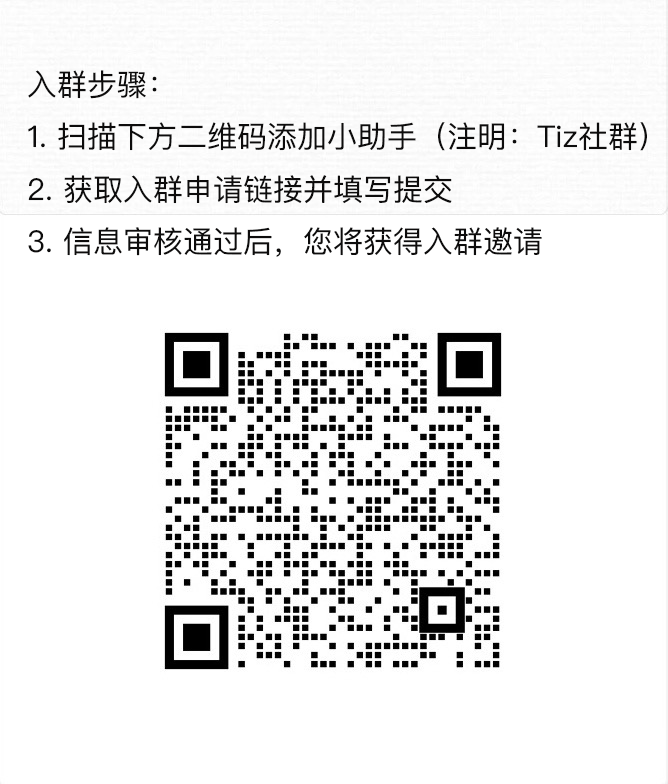 入群步骤：
1. 扫描下方二维码添加小助手（注明：Tiz社群）
2. 获取入群申请链接并填写提交
3. 信息审核通过后，您将获得入群邀请